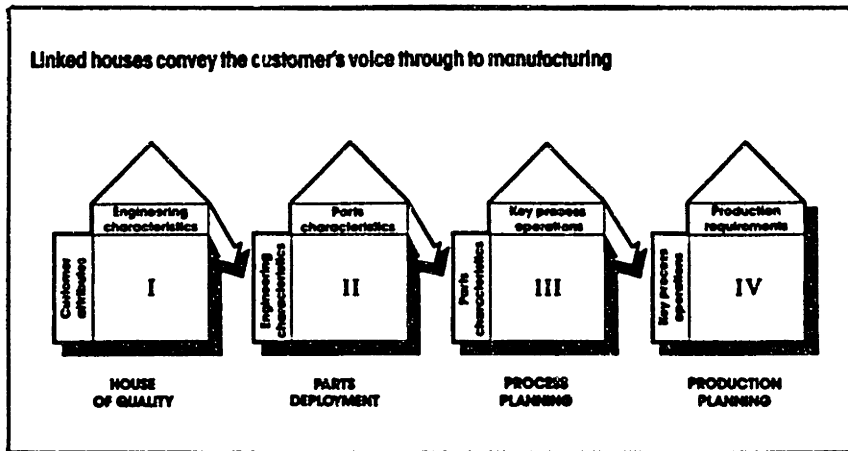 Linked houses convey the customer's voice through to manufacturing
Engineering
characteristics
Customer
attributes
I
HOUSE
OF QUALITY
Parts
characteristics
Engineering
characteristics
II
PARTS
DEPLOYMENT
Key process
operations
Parts
characteristics
III
PROCESS
PLANNING
Production
requirements
Key process
operations
IV
PRODUCTION
PLANNING